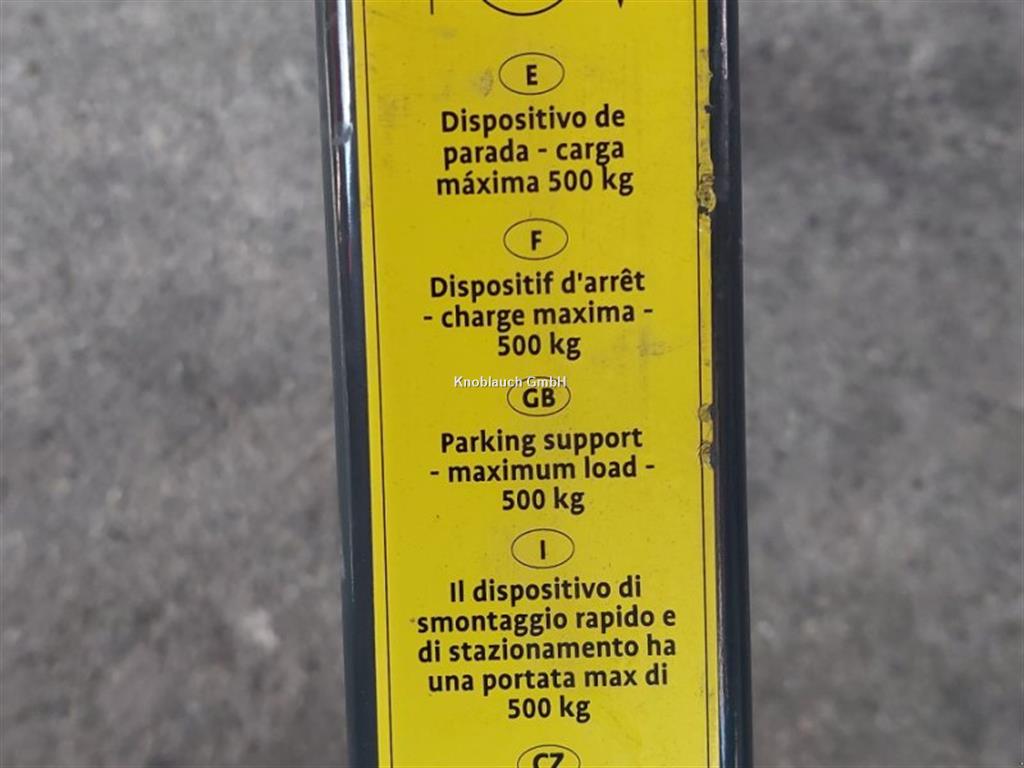 E
Dispositivo de
parada - carga
máxima 500 kg
F
Dispositif d'arrêt
- charge maxima -
500 kg
Knoblauch GmbH
GB
Parking support
- maximum load -
500 kg
I
Il dispositivo di
smontaggio rapido e
di stazionamento ha
una portata max di
500 kg
CZ